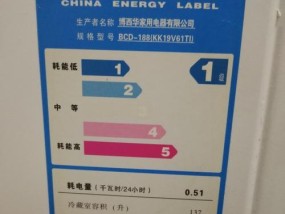 CHINA ENERGY LABEL
生产者名称: 博西华家用电器有限公司
规格型号: BCD-188(KK19V61TI)
耗能低 1 1级
2
中等
4
耗能高 5
耗电量 (千瓦时/24小时) 0.51
冷藏室容积 (升) 137